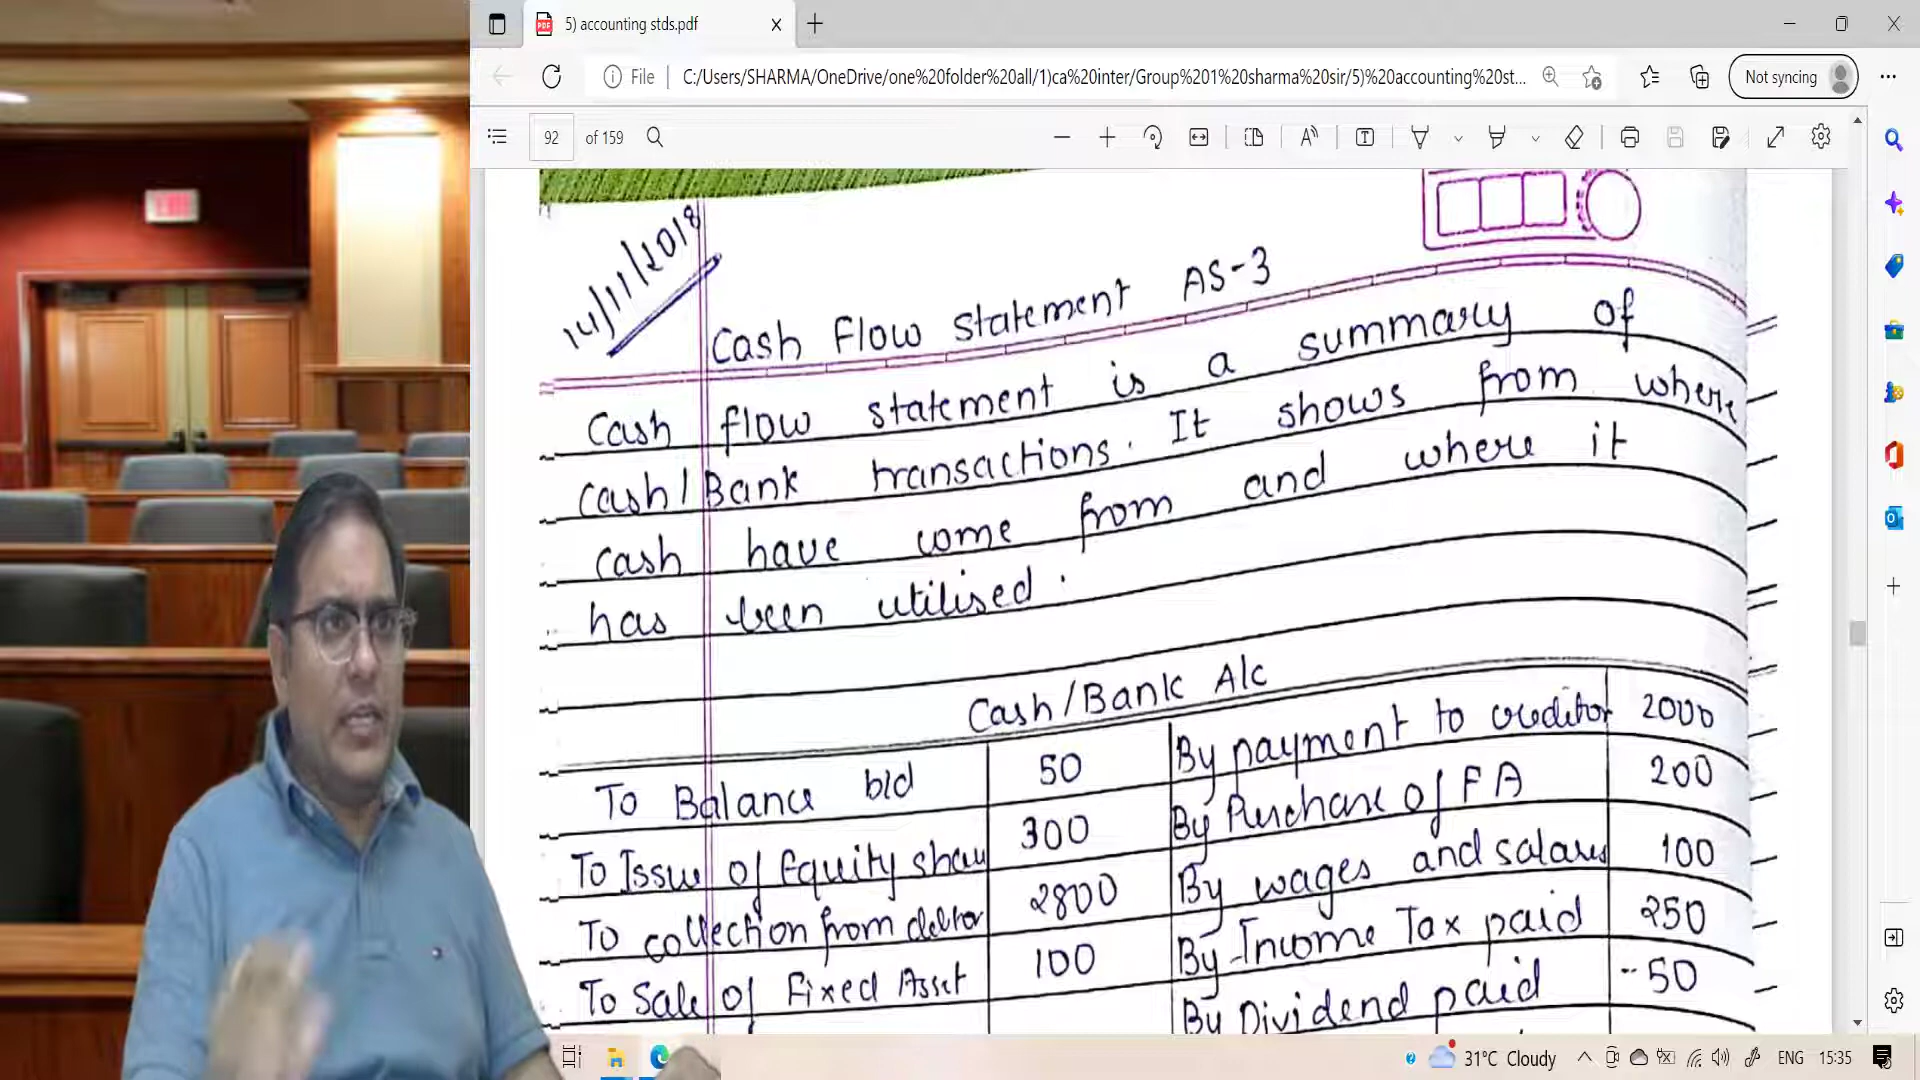 5) accounting stds.pdf
File
C:/Users/SHARMA/OneDrive/one%20folder%20all/1)ca%20inter/Group%201%20sharma%20sir/5)%20accounting%20st...
Not syncing
92 of 159
EXIT
14/11/2018
Cash Flow Statement AS-3
Cash flow statement is a summary of
Cash/Bank transactions. It shows from where
cash have come from and where it
has been utilised.
Cash/Bank A/c
To Balance b/d 50 By payment to creditor 2000
To Issue of Equity share 300 By Purchase of FA 200
To collection from debtor 2800 By wages and salaries 100
To Sale of Fixed Asset 100 By Income Tax paid 250
By Dividend paid 50
31°C Cloudy
ENG
15:35